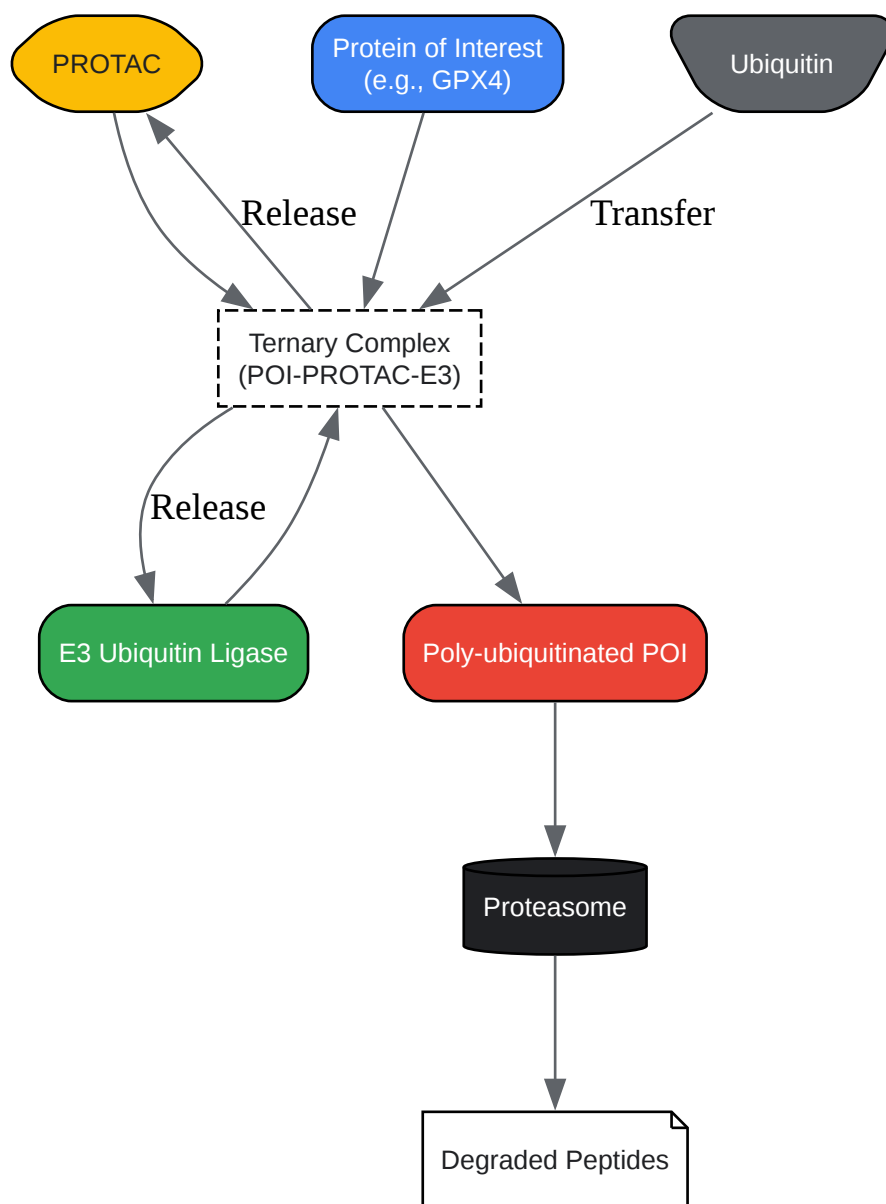 PROTAC
Protein of Interest
(e.g., GPX4)
Ubiquitin
Release
Transfer
Ternary Complex
(POI-PROTAC-E3)
Release
E3 Ubiquitin Ligase
Poly-ubiquitinated POI
Proteasome
Degraded Peptides